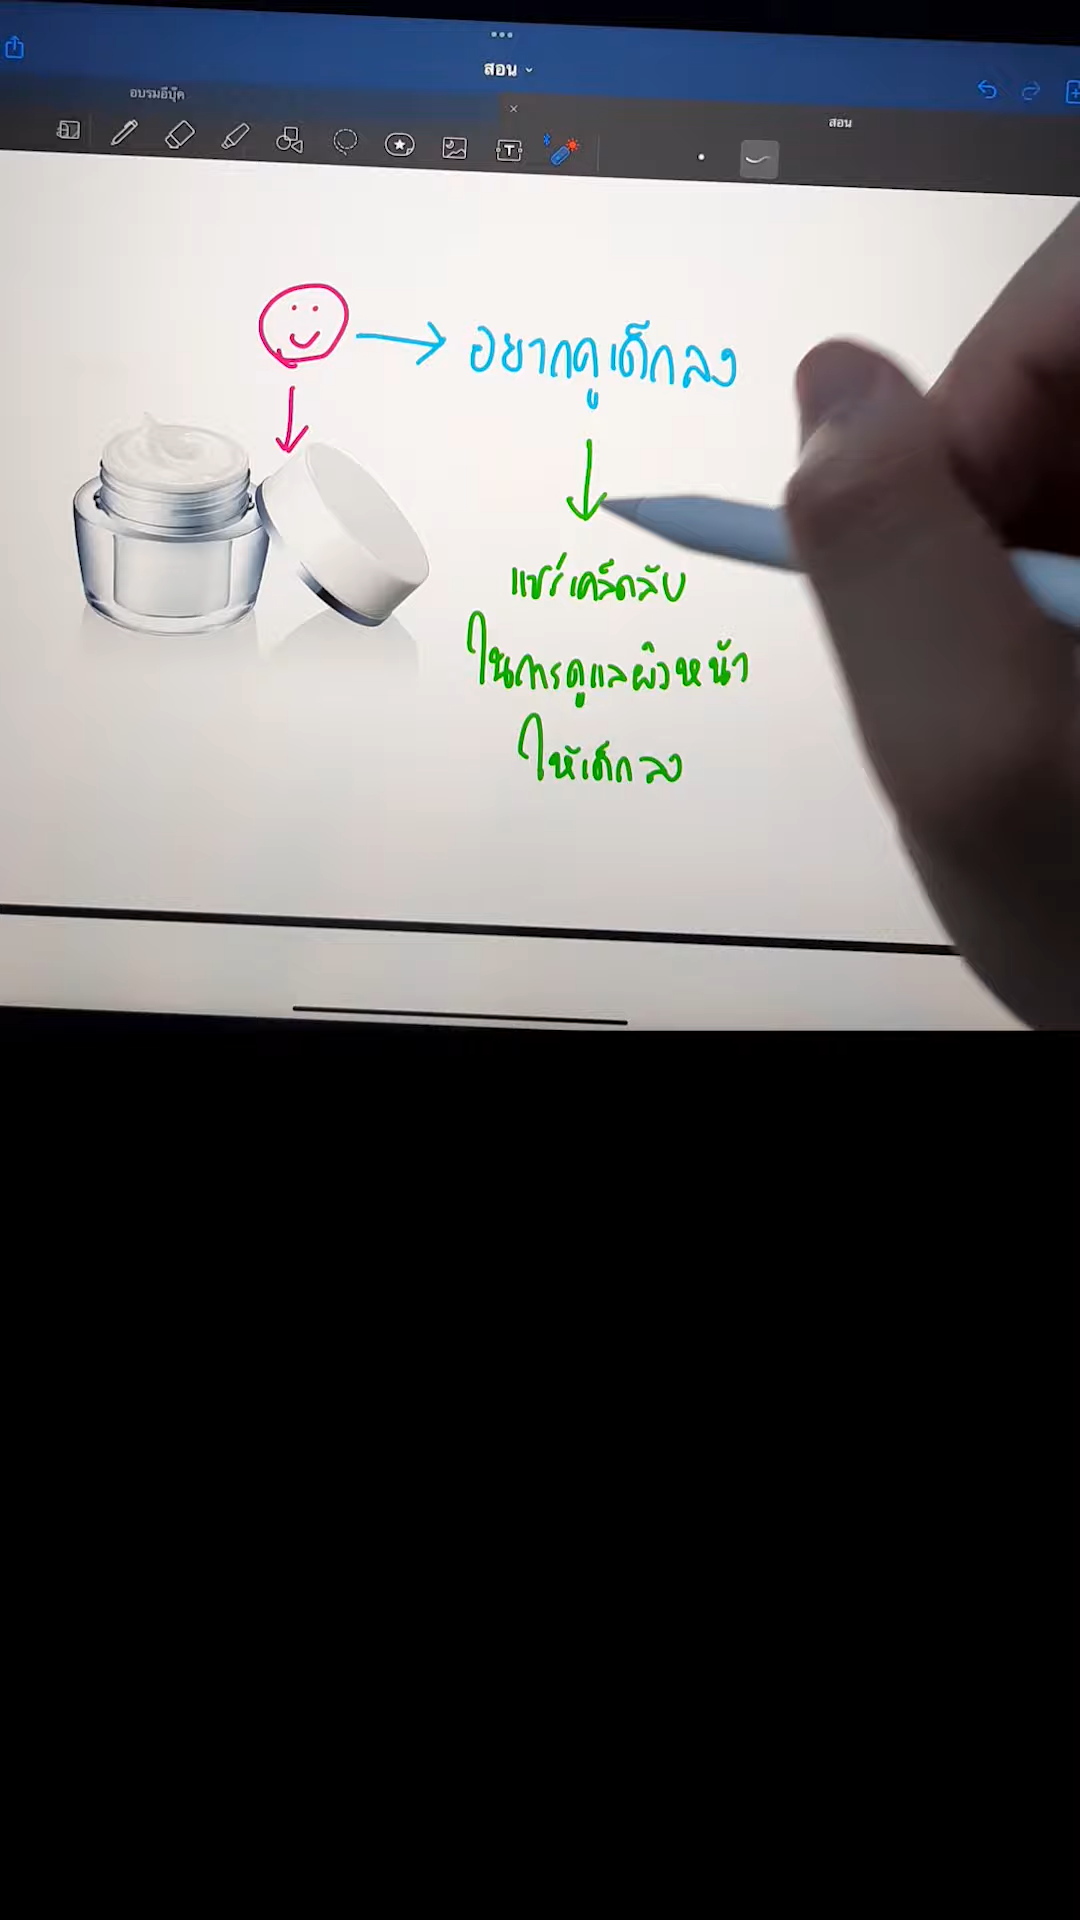 สอน
อบรมอีบุ๊ค
สอน
อยากดูเด็กลง
แชร์เคล็ดลับ
ในการดูแลผิวหน้า
ให้เด็กลง